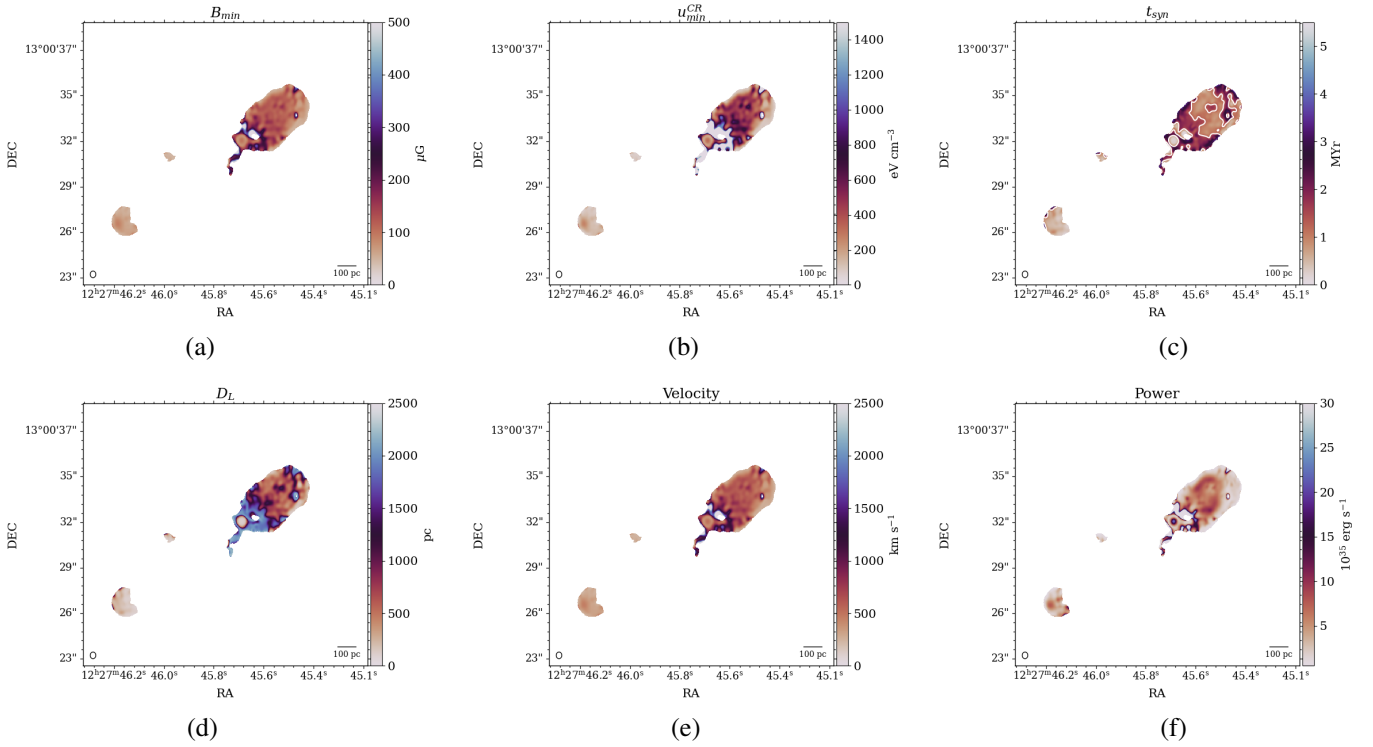 B_min
13°00'37"
35"
32"
29"
26"
23"
DEC
12ʰ27ᵐ46.2ˢ 46.0ˢ 45.8ˢ 45.6ˢ 45.4ˢ 45.1ˢ
RA
100 pc
500
400
300
200
100
0
μG
(a)
u_min^CR
13°00'37"
35"
32"
29"
26"
23"
DEC
12ʰ27ᵐ46.2ˢ 46.0ˢ 45.8ˢ 45.6ˢ 45.4ˢ 45.1ˢ
RA
100 pc
1400
1200
1000
800
600
400
200
0
eV cm⁻³
(b)
t_syn
13°00'37"
35"
32"
29"
26"
23"
DEC
12ʰ27ᵐ46.2ˢ 46.0ˢ 45.8ˢ 45.6ˢ 45.4ˢ 45.1ˢ
RA
100 pc
5
4
3
2
1
0
MYr
(c)
D_L
13°00'37"
35"
32"
29"
26"
23"
DEC
12ʰ27ᵐ46.2ˢ 46.0ˢ 45.8ˢ 45.6ˢ 45.4ˢ 45.1ˢ
RA
100 pc
2500
2000
1500
1000
500
0
pc
(d)
Velocity
13°00'37"
35"
32"
29"
26"
23"
DEC
12ʰ27ᵐ46.2ˢ 46.0ˢ 45.8ˢ 45.6ˢ 45.4ˢ 45.1ˢ
RA
100 pc
2500
2000
1500
1000
500
0
km s⁻¹
(e)
Power
13°00'37"
35"
32"
29"
26"
23"
DEC
12ʰ27ᵐ46.2ˢ 46.0ˢ 45.8ˢ 45.6ˢ 45.4ˢ 45.1ˢ
RA
100 pc
30
25
20
15
10
5
10³⁵ erg s⁻¹
(f)